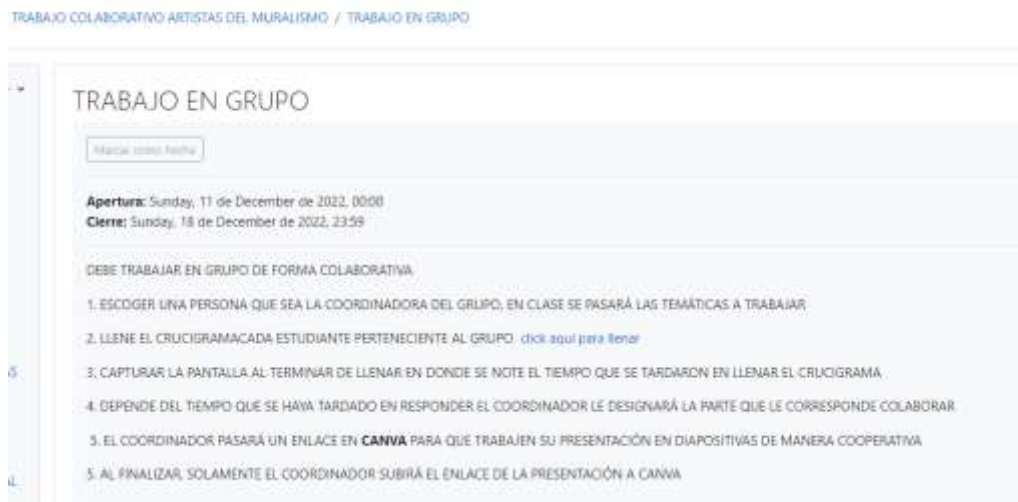 TRABAJO COLABORATIVO ARTISTAS DEL MURALISMO / TRABAJO EN GRUPO
TRABAJO EN GRUPO
Marcar como hecha
Apertura: Sunday, 11 de December de 2022, 00:00
Cierre: Sunday, 18 de December de 2022, 23:59
DEBE TRABAJAR EN GRUPO DE FORMA COLABORATIVA
1. ESCOGER UNA PERSONA QUE SEA LA COORDINADORA DEL GRUPO, EN CLASE SE PASARÁ LAS TEMÁTICAS A TRABAJAR
2. LLENE EL CRUCIGRAMACADA ESTUDIANTE PERTENECIENTE AL GRUPO click aquí para llenar
AS
3. CAPTURAR LA PANTALLA AL TERMINAR DE LLENAR EN DONDE SE NOTE EL TIEMPO QUE SE TARDARON EN LLENAR EL CRUCIGRAMA
4. DEPENDE DEL TIEMPO QUE SE HAYA TARDADO EN RESPONDER EL COORDINADOR LE DESIGNARÁ LA PARTE QUE LE CORRESPONDE COLABORAR
5. EL COORDINADOR PASARÁ UN ENLACE EN CANVA PARA QUE TRABAJEN SU PRESENTACIÓN EN DIAPOSITIVAS DE MANERA COOPERATIVA
5. AL FINALIZAR, SOLAMENTE EL COORDINADOR SUBIRÁ EL ENLACE DE LA PRESENTACIÓN A CANVA
AL